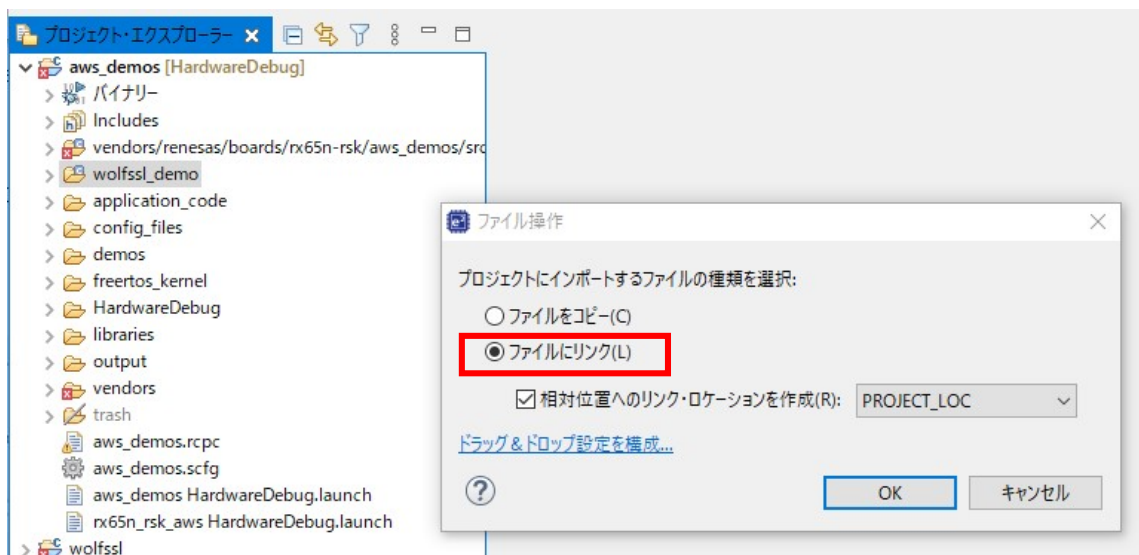 プロジェクト・エクスプローラー
aws_demos [HardwareDebug]
バイナリー
Includes
vendors/renesas/boards/rx65n-rsk/aws_demos/src
wolfssl_demo
application_code
config_files
demos
freertos_kernel
HardwareDebug
libraries
output
vendors
trash
aws_demos.rcpc
aws_demos.scfg
aws_demos HardwareDebug.launch
rx65n_rsk_aws HardwareDebug.launch
wolfssl
ファイル操作
プロジェクトにインポートするファイルの種類を選択:
ファイルをコピー(C)
ファイルにリンク(L)
相対位置へのリンク・ロケーションを作成(R): PROJECT_LOC
ドラッグ＆ドロップ設定を構成...
OK キャンセル